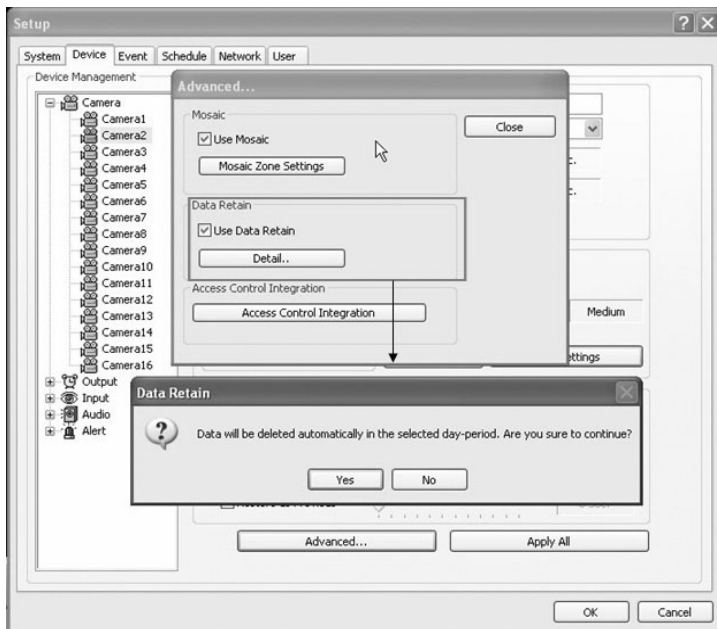 Setup
System Device Event Schedule Network User
Device Management
Camera
Camera1
Camera2
Camera3
Camera4
Camera5
Camera6
Camera7
Camera8
Camera9
Camera10
Camera11
Camera12
Camera13
Camera14
Camera15
Camera16
Output
Input
Audio
Alert
Advanced...
Mosaic
Use Mosaic
Mosaic Zone Settings
Close
Data Retain
Use Data Retain
Detail..
Access Control Integration
Access Control Integration
Medium
ettings
Data Retain
Data will be deleted automatically in the selected day-period. Are you sure to continue?
Yes No
Advanced... Apply All
OK Cancel